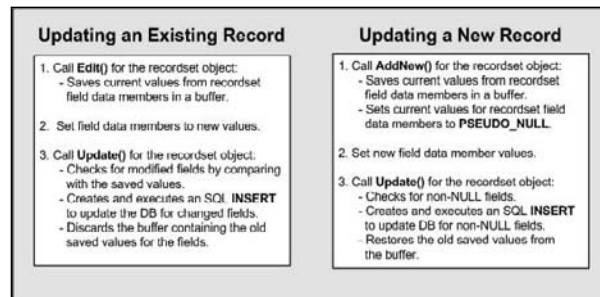 Updating an Existing Record
1. Call Edit() for the recordset object:
- Saves current values from recordset
field data members in a buffer.
2. Set field data members to new values.
3. Call Update() for the recordset object:
- Checks for modified fields by comparing
with the saved values.
- Creates and executes an SQL INSERT
to update the DB for changed fields.
- Discards the buffer containing the old
saved values for the fields.
Updating a New Record
1. Call AddNew() for the recordset object:
- Saves current values from recordset
field data members in a buffer.
- Sets current values for recordset field
data members to PSEUDO_NULL.
2. Set new field data member values.
3. Call Update() for the recordset object:
- Checks for non-NULL fields.
- Creates and executes an SQL INSERT
to update DB for non-NULL fields.
- Restores the old saved values from
the buffer.